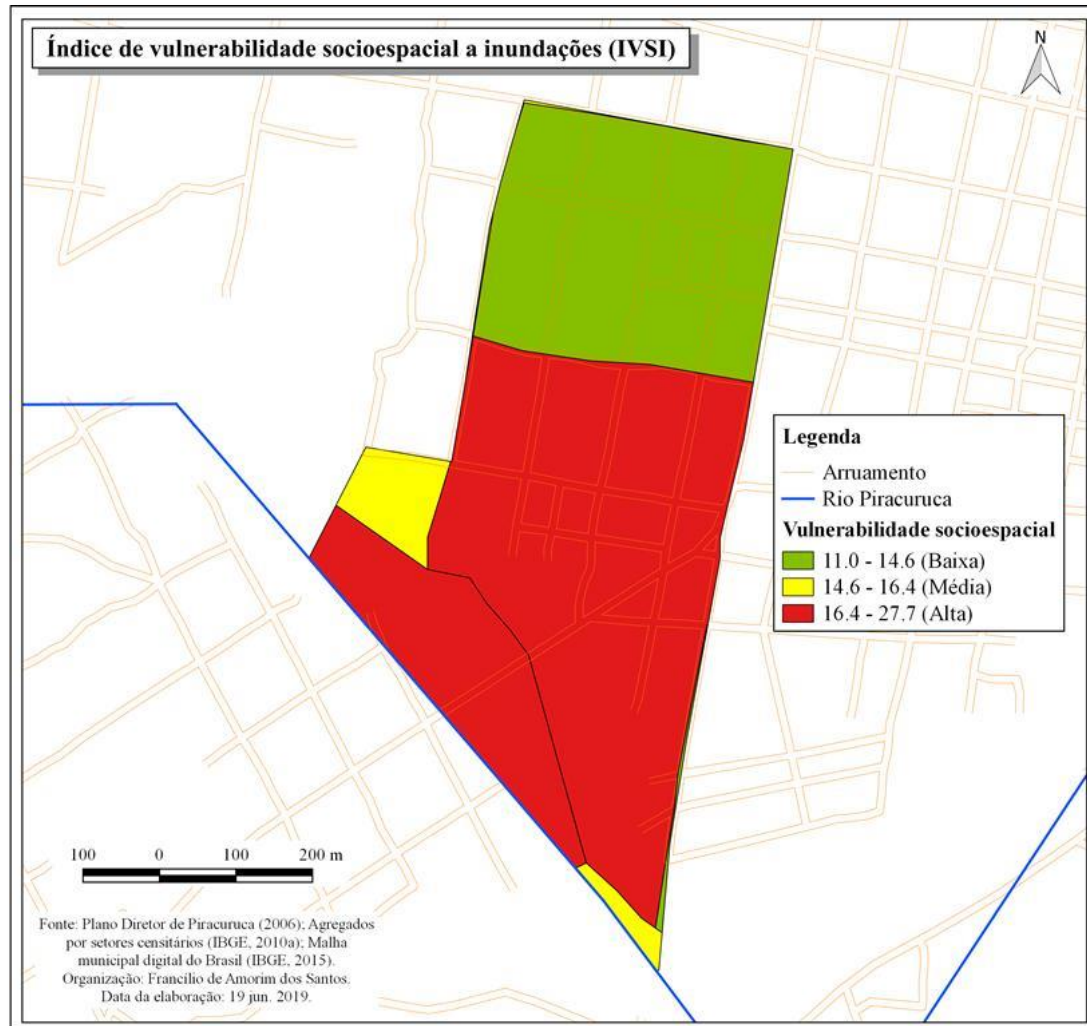 Índice de vulnerabilidade socioespacial a inundações (IVSI)
N
Legenda
Arruamento
Rio Piracuruca
Vulnerabilidade socioespacial
11.0 - 14.6 (Baixa)
14.6 - 16.4 (Média)
16.4 - 27.7 (Alta)
100 0 100 200 m
Fonte: Plano Diretor de Piracuruca (2006); Agregados
por setores censitários (IBGE, 2010a); Malha
municipal digital do Brasil (IBGE, 2015).
Organização: Francílio de Amorim dos Santos.
Data da elaboração: 19 jun. 2019.